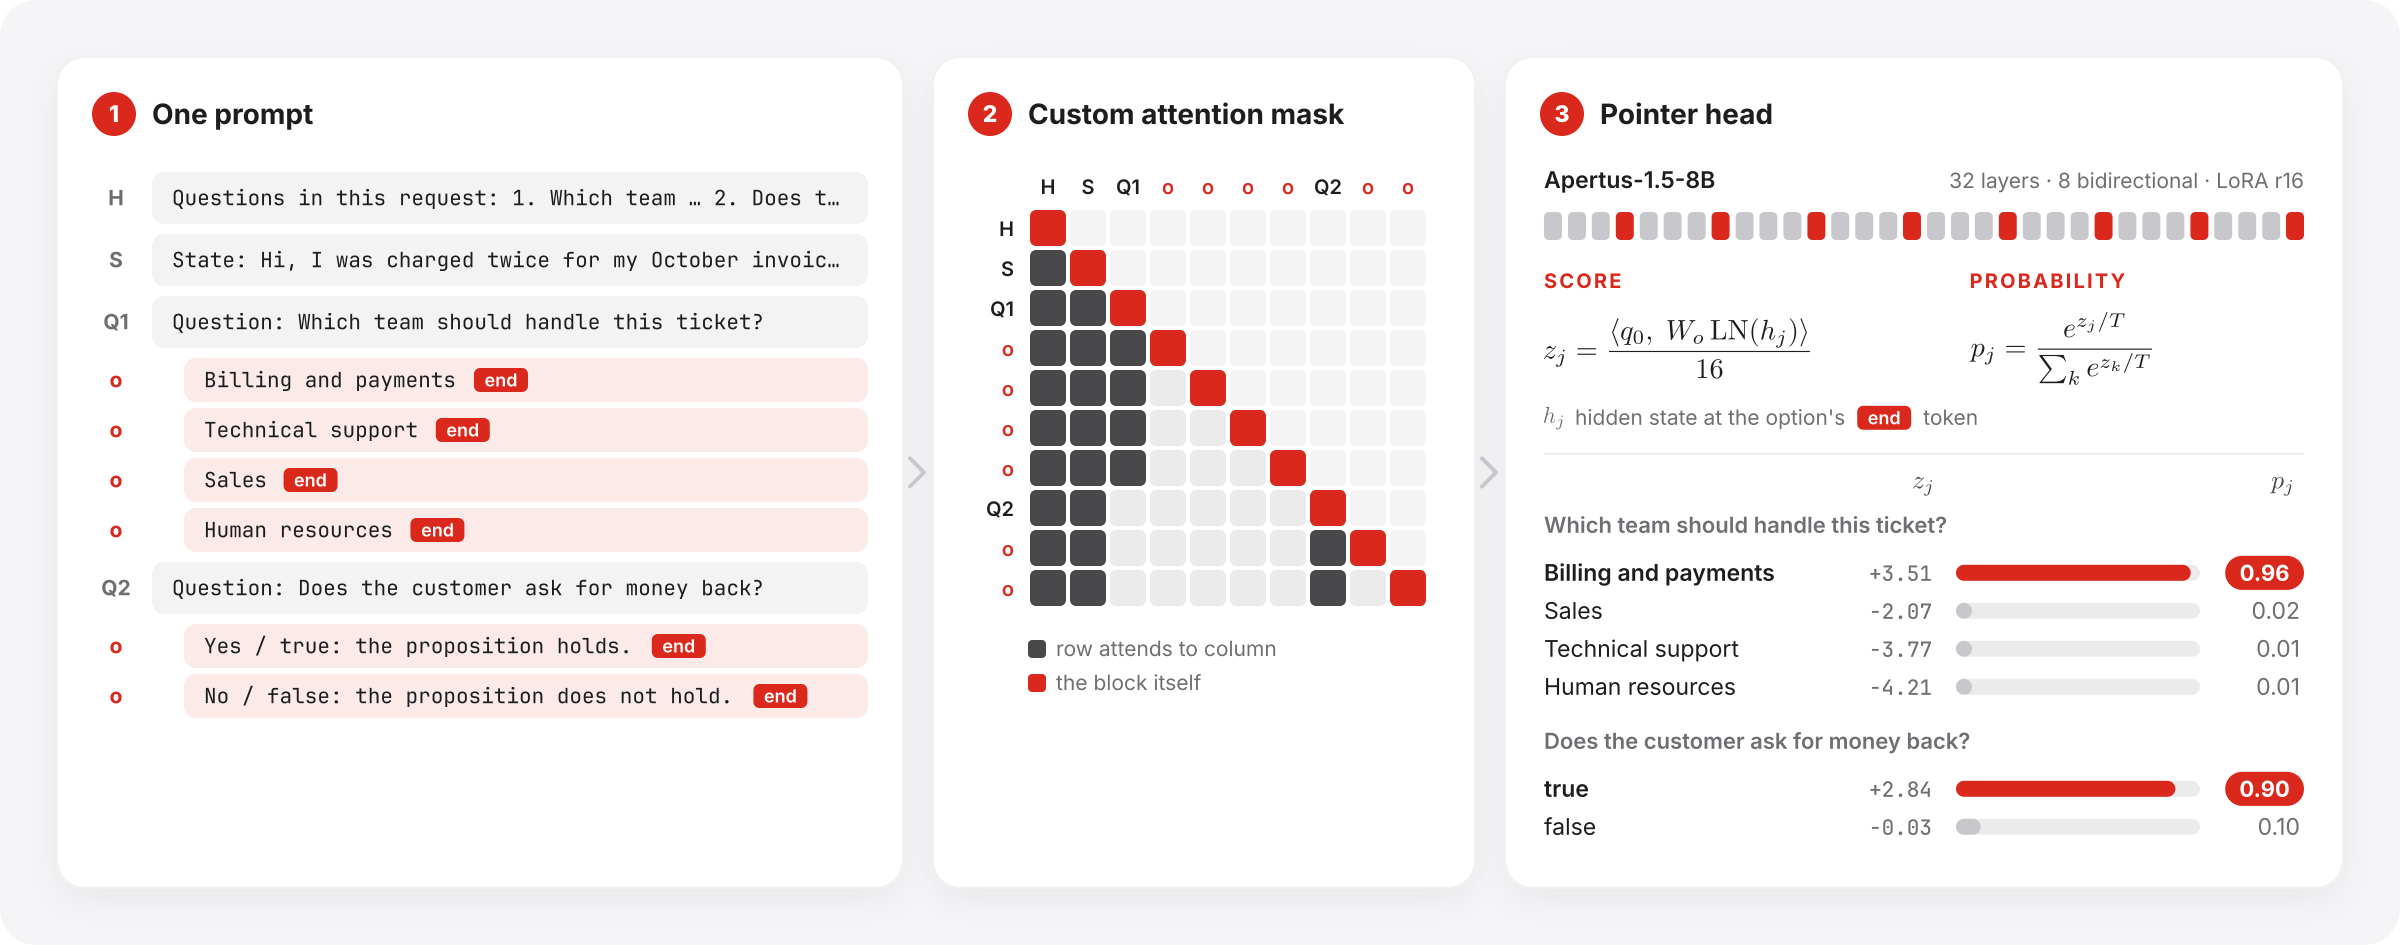 1 One prompt
H Questions in this request: 1. Which team … 2. Does t…
S State: Hi, I was charged twice for my October invoic…
Q1 Question: Which team should handle this ticket?
o Billing and payments end
o Technical support end
o Sales end
o Human resources end
Q2 Question: Does the customer ask for money back?
o Yes / true: the proposition holds. end
o No / false: the proposition does not hold. end
2 Custom attention mask
H S Q1 o o o o Q2 o o
H
S
Q1
o
o
o
o
Q2
o
o
row attends to column
the block itself
3 Pointer head
Apertus-1.5-8B 32 layers · 8 bidirectional · LoRA r16
SCORE PROBABILITY
z_j = ⟨q_0, W_o LN(h_j)⟩ / 16 p_j = e^{z_j/T} / ∑_k e^{z_k/T}
h_j hidden state at the option's end token
z_j p_j
Which team should handle this ticket?
Billing and payments +3.51 0.96
Sales -2.07 0.02
Technical support -3.77 0.01
Human resources -4.21 0.01
Does the customer ask for money back?
true +2.84 0.90
false -0.03 0.10